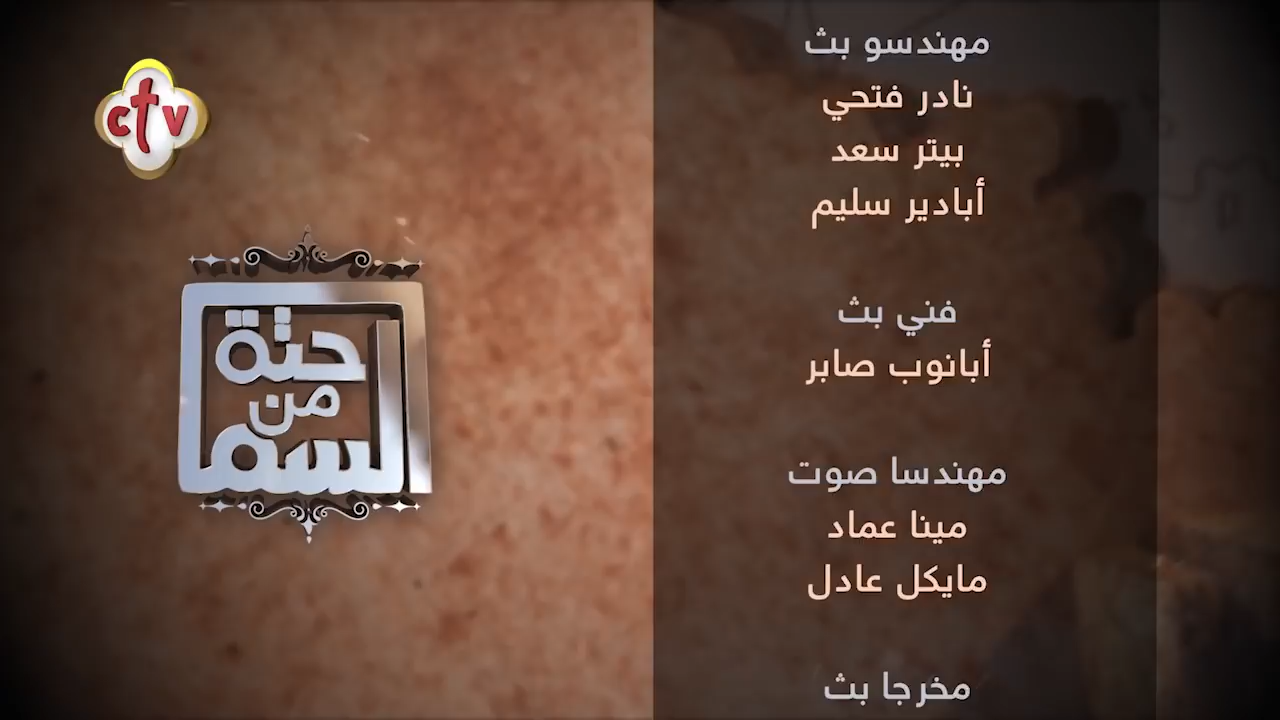 ctv
حتة
من
السما
مهندسو بث
نادر فتحي
بيتر سعد
أبادير سليم
فني بث
أبانوب صابر
مهندسا صوت
مينا عماد
مايكل عادل
مخرجا بث